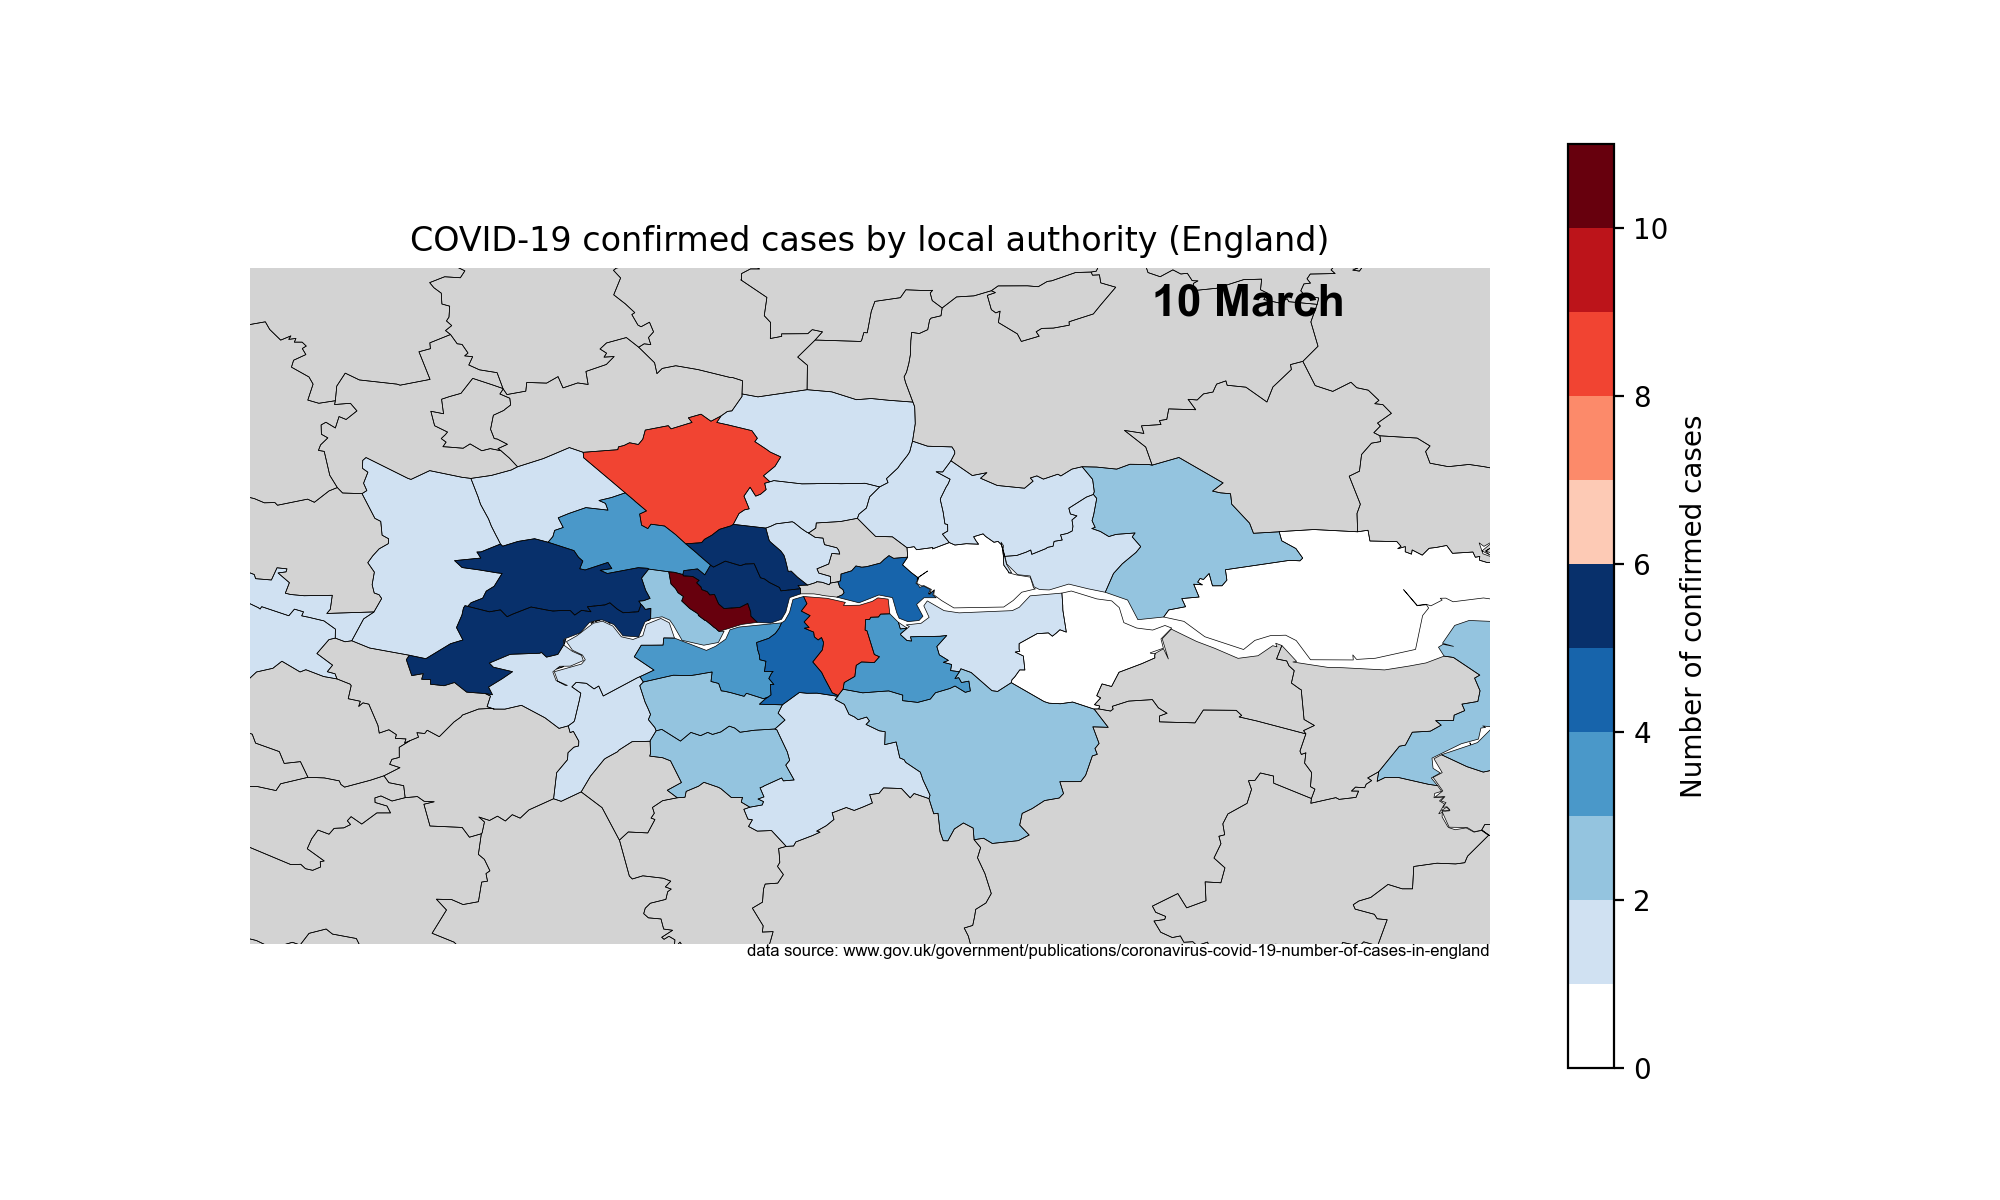 COVID-19 confirmed cases by local authority (England)
10 March
10
8
6
4
2
0
Number of confirmed cases
data source: www.gov.uk/government/publications/coronavirus-covid-19-number-of-cases-in-england